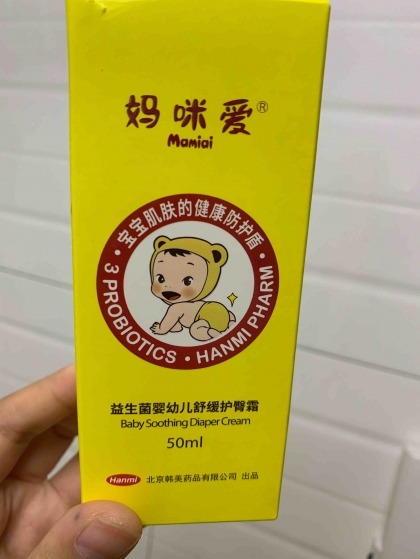 妈咪爱®
Mamiai
·宝宝肌肤的健康防护盾·
3 PROBIOTICS · HANMI PHARM
益生菌婴幼儿舒缓护臀霜
Baby Soothing Diaper Cream
50ml
Hanmi 北京韩美药品有限公司 出品